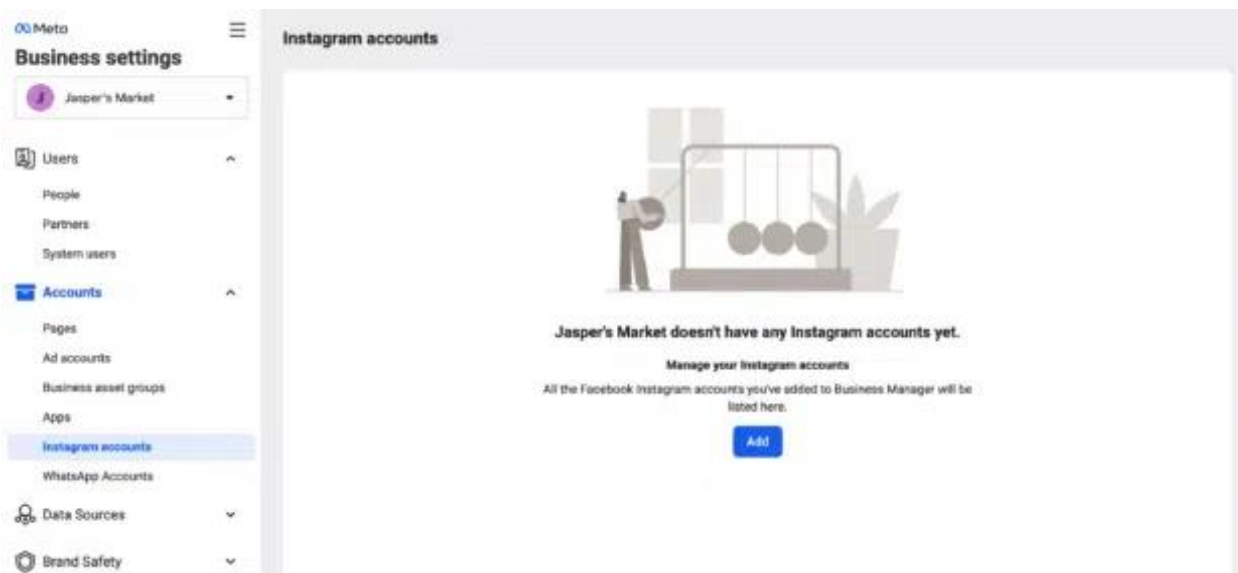 Meta
Business settings
J
Jasper's Market
Users
People
Partners
System users
Accounts
Pages
Ad accounts
Business asset groups
Apps
Instagram accounts
WhatsApp Accounts
Data Sources
Brand Safety
Instagram accounts
Jasper's Market doesn't have any Instagram accounts yet.
Manage your Instagram accounts
All the Facebook Instagram accounts you've added to Business Manager will be
listed here.
Add